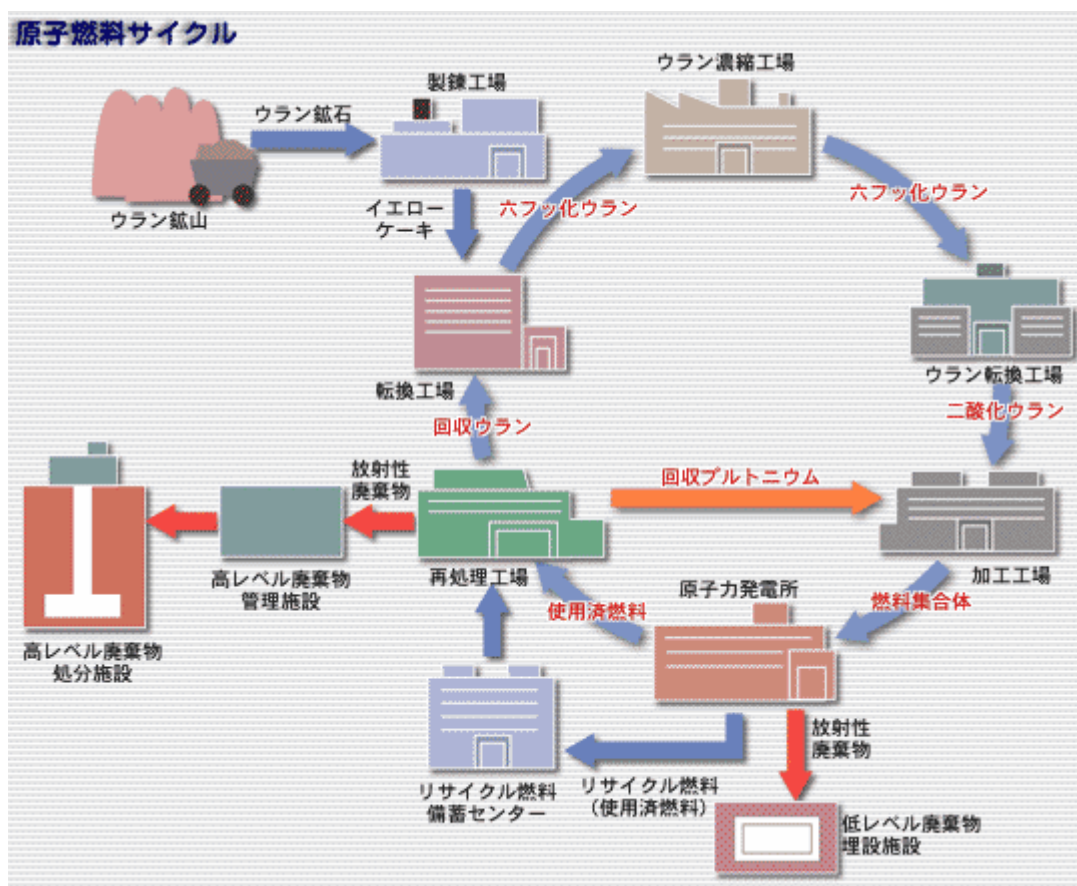 原子燃料サイクル
ウラン濃縮工場
製錬工場
ウラン鉱石
ウラン鉱山
イエロー
ケーキ
六フッ化ウラン
六フッ化ウラン
ウラン転換工場
転換工場
二酸化ウラン
回収ウラン
放射性
廃棄物
回収プルトニウム
高レベル廃棄物
管理施設
再処理工場
加工工場
原子力発電所
使用済燃料
燃料集合体
高レベル廃棄物
処分施設
放射性
廃棄物
リサイクル燃料
備蓄センター
リサイクル燃料
（使用済燃料）
低レベル廃棄物
埋設施設